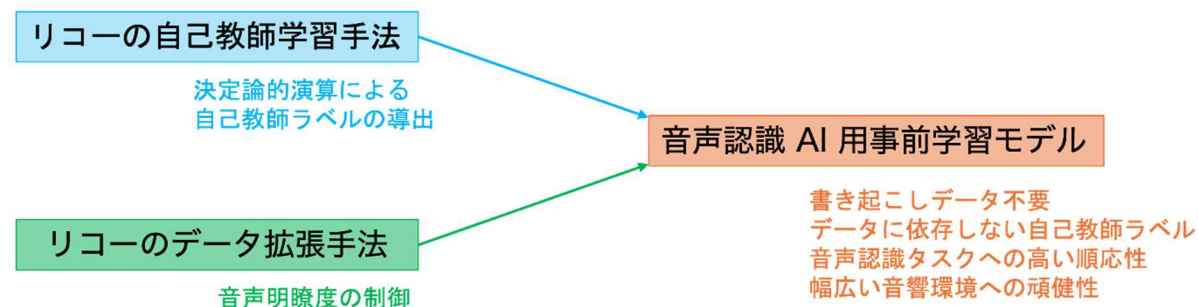 リコーの自己教師学習手法
決定論的演算による
自己教師ラベルの導出
音声認識 AI 用事前学習モデル
書き起こしデータ不要
データに依存しない自己教師ラベル
音声認識タスクへの高い順応性
幅広い音響環境への頑健性
リコーのデータ拡張手法
音声明瞭度の制御